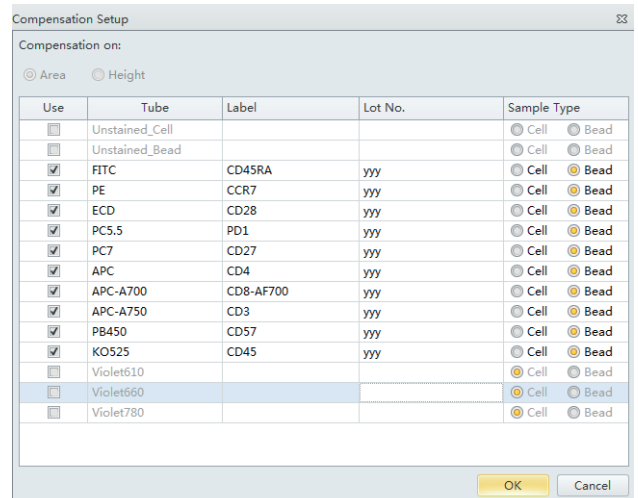 Compensation Setup
Compensation on:
Area Height
Use Tube Label Lot No. Sample Type
Unstained_Cell Cell Bead
Unstained_Bead Cell Bead
FITC CD45RA yyy Cell Bead
PE CCR7 yyy Cell Bead
ECD CD28 yyy Cell Bead
PC5.5 PD1 yyy Cell Bead
PC7 CD27 yyy Cell Bead
APC CD4 yyy Cell Bead
APC-A700 CD8-AF700 yyy Cell Bead
APC-A750 CD3 yyy Cell Bead
PB450 CD57 yyy Cell Bead
KO525 CD45 yyy Cell Bead
Violet610 Cell Bead
Violet660 Cell Bead
Violet780 Cell Bead
OK Cancel